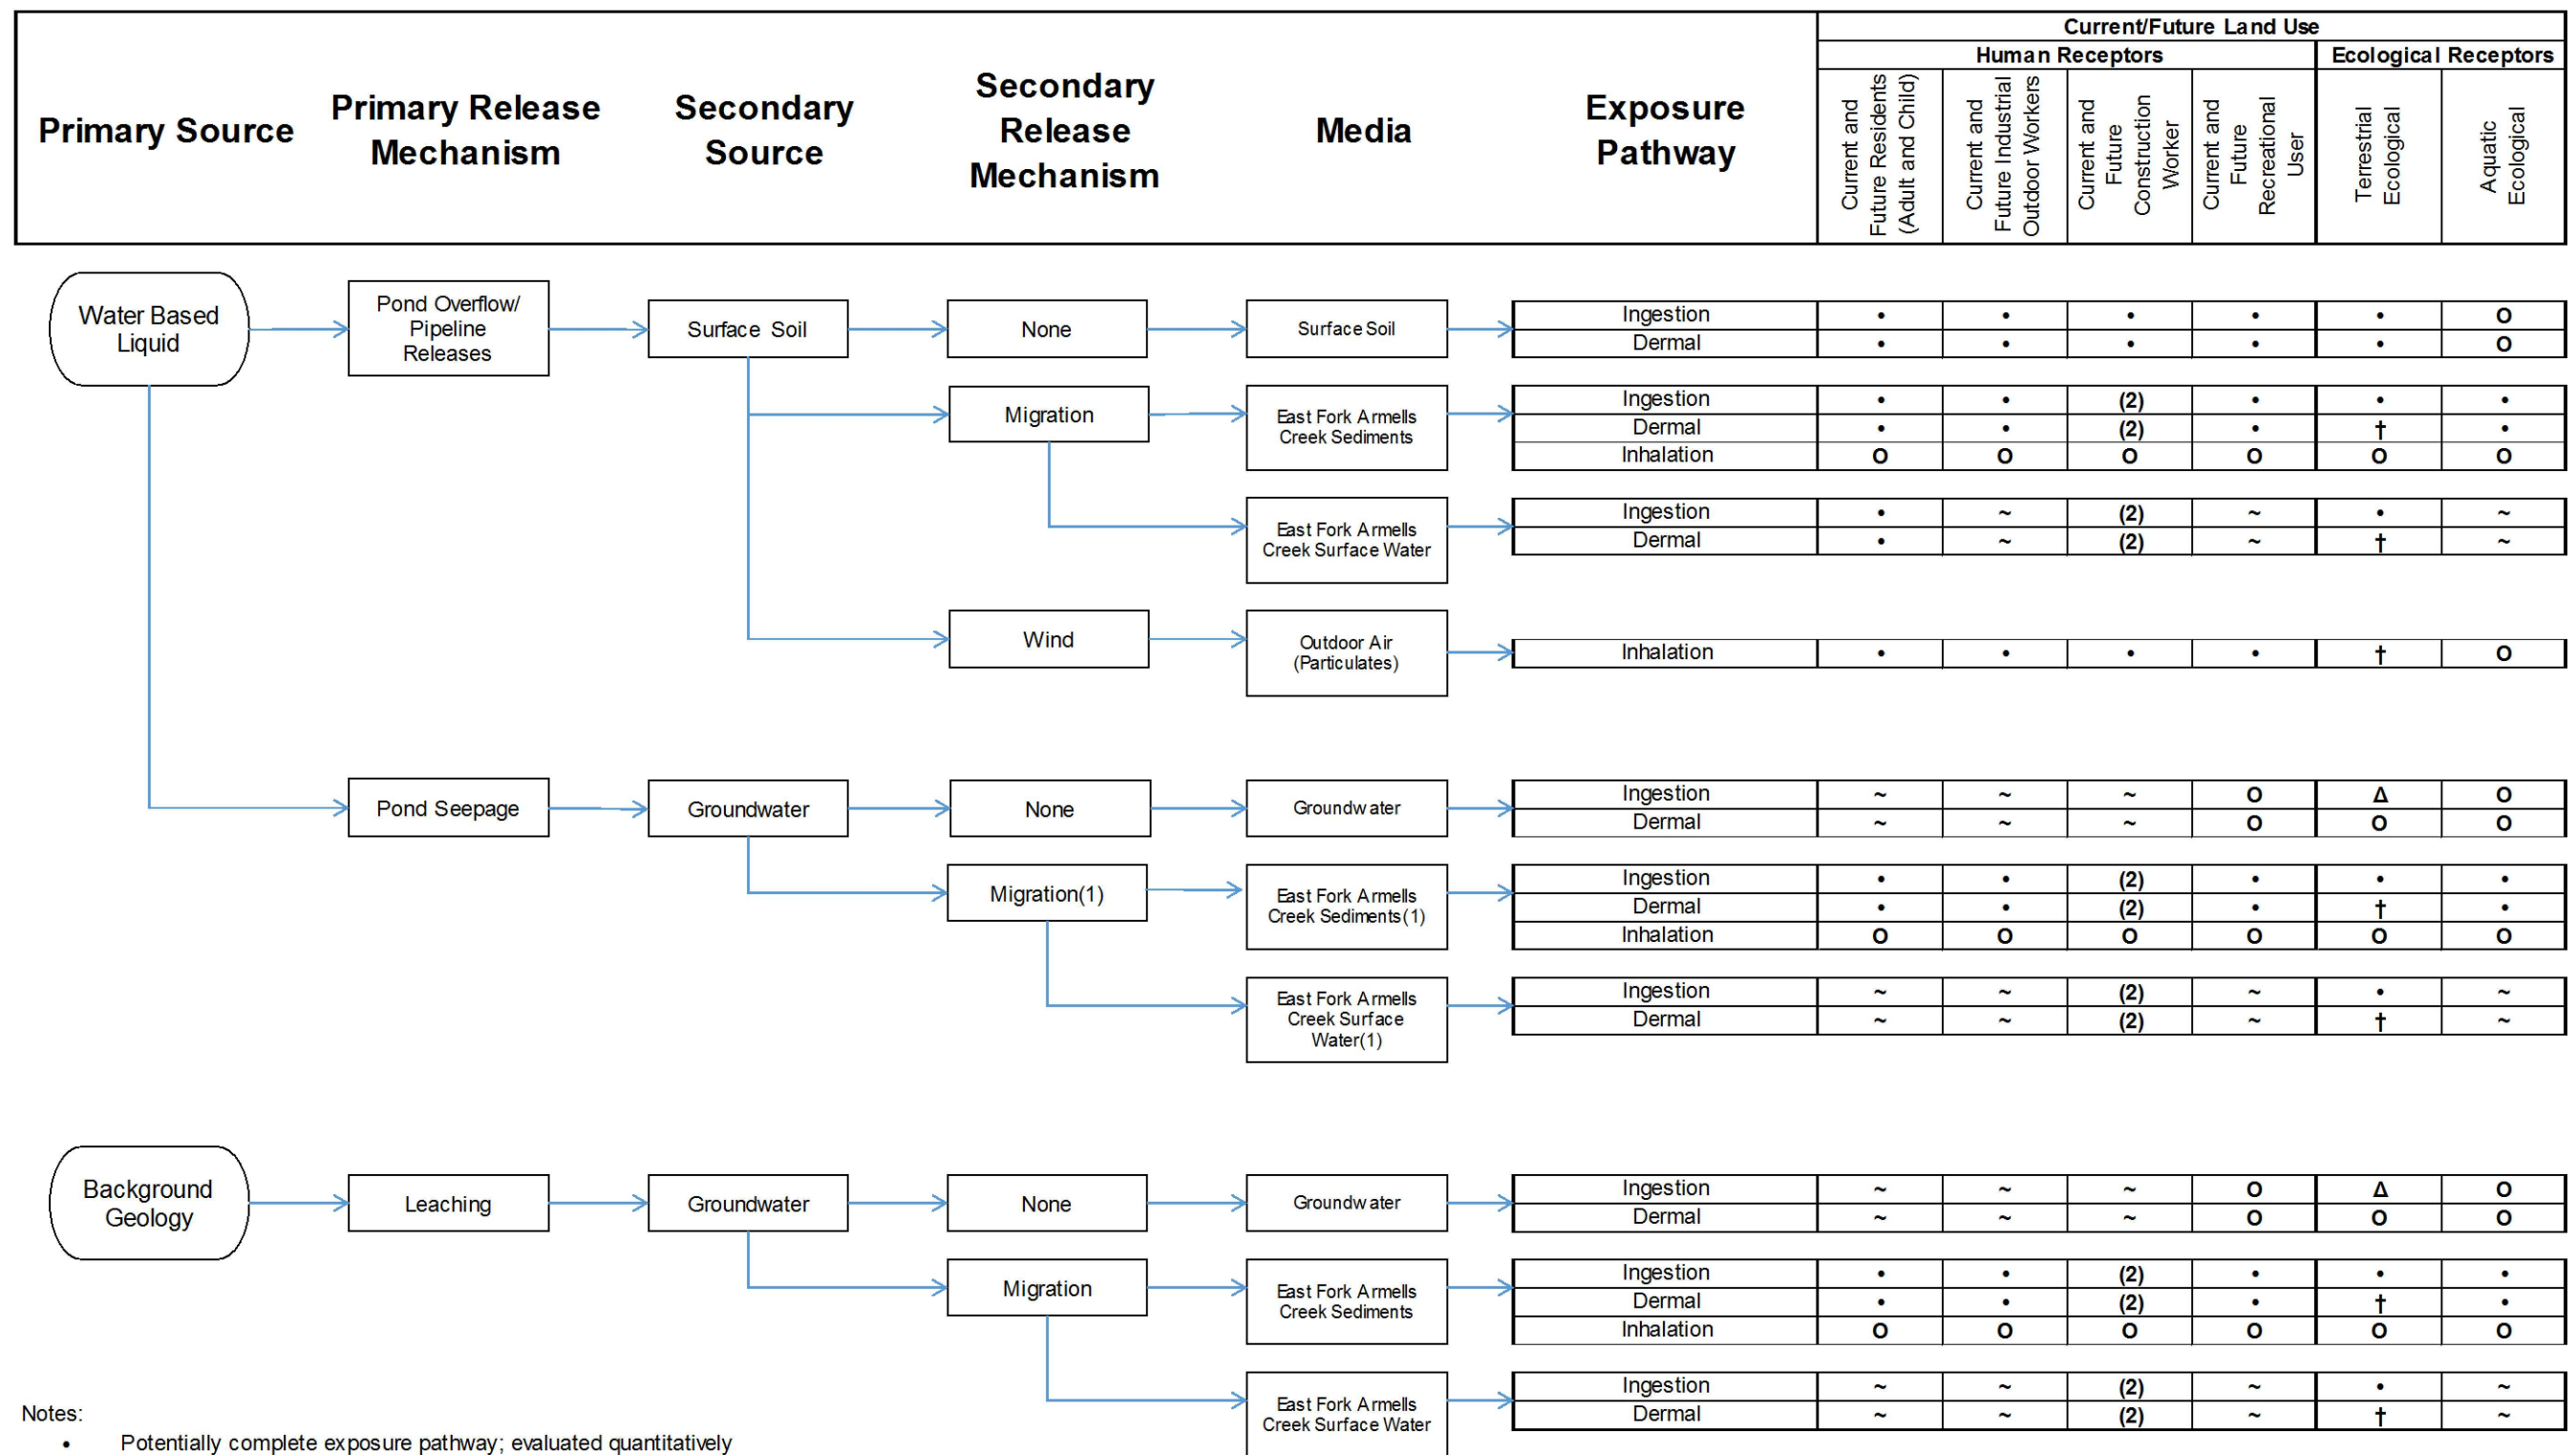 Current/Future Land Use
Human Receptors
Ecological Receptors
Primary Source
Primary Release
Mechanism
Secondary
Source
Secondary
Release
Mechanism
Media
Exposure
Pathway
Current and
Future Residents
(Adult and Child)
Current and
Future Industrial
Outdoor Workers
Current and
Future
Construction
Worker
Current and
Future
Recreational
User
Terrestrial
Ecological
Aquatic
Ecological
Water Based
Liquid
Pond Overflow/
Pipeline
Releases
Surface Soil
None
Surface Soil
Ingestion • • • • • O
Dermal • • • • • O
Migration
East Fork Armells
Creek Sediments
Ingestion • • (2) • • •
Dermal • • (2) • † •
Inhalation O O O O O O
East Fork Armells
Creek Surface Water
Ingestion • ~ (2) ~ • ~
Dermal • ~ (2) ~ † ~
Wind
Outdoor Air
(Particulates)
Inhalation • • • • † O
Pond Seepage
Groundwater
None
Groundwater
Ingestion ~ ~ ~ O Δ O
Dermal ~ ~ ~ O O O
Migration(1)
East Fork Armells
Creek Sediments(1)
Ingestion • • (2) • • •
Dermal • • (2) • † •
Inhalation O O O O O O
East Fork Armells
Creek Surface
Water(1)
Ingestion ~ ~ (2) ~ • ~
Dermal ~ ~ (2) ~ † ~
Background
Geology
Leaching
Groundwater
None
Groundwater
Ingestion ~ ~ ~ O Δ O
Dermal ~ ~ ~ O O O
Migration
East Fork Armells
Creek Sediments
Ingestion • • (2) • • •
Dermal • • (2) • † •
Inhalation O O O O O O
East Fork Armells
Creek Surface Water
Ingestion ~ ~ (2) ~ • ~
Dermal ~ ~ (2) ~ † ~
Notes:
• Potentially complete exposure pathway; evaluated quantitatively